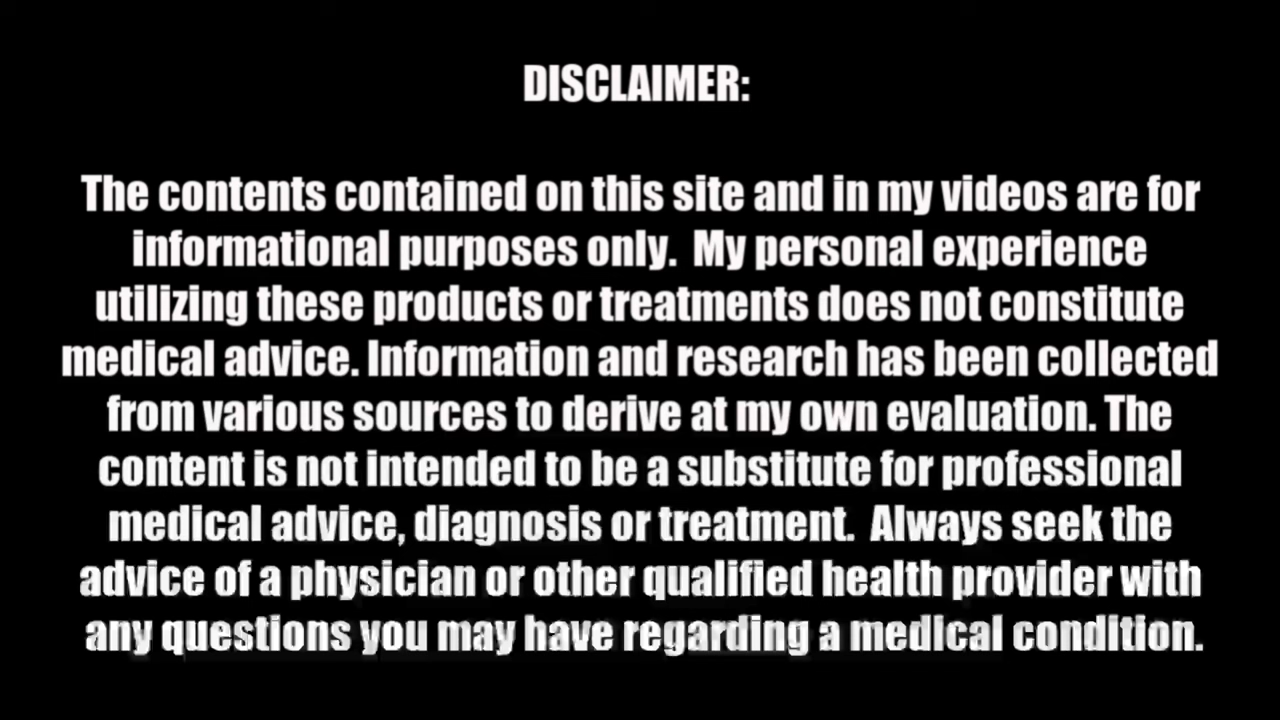 DISCLAIMER:
The contents contained on this site and in my videos are for
informational purposes only.  My personal experience
utilizing these products or treatments does not constitute
medical advice. Information and research has been collected
from various sources to derive at my own evaluation. The
content is not intended to be a substitute for professional
medical advice, diagnosis or treatment.  Always seek the
advice of a physician or other qualified health provider with
any questions you may have regarding a medical condition.